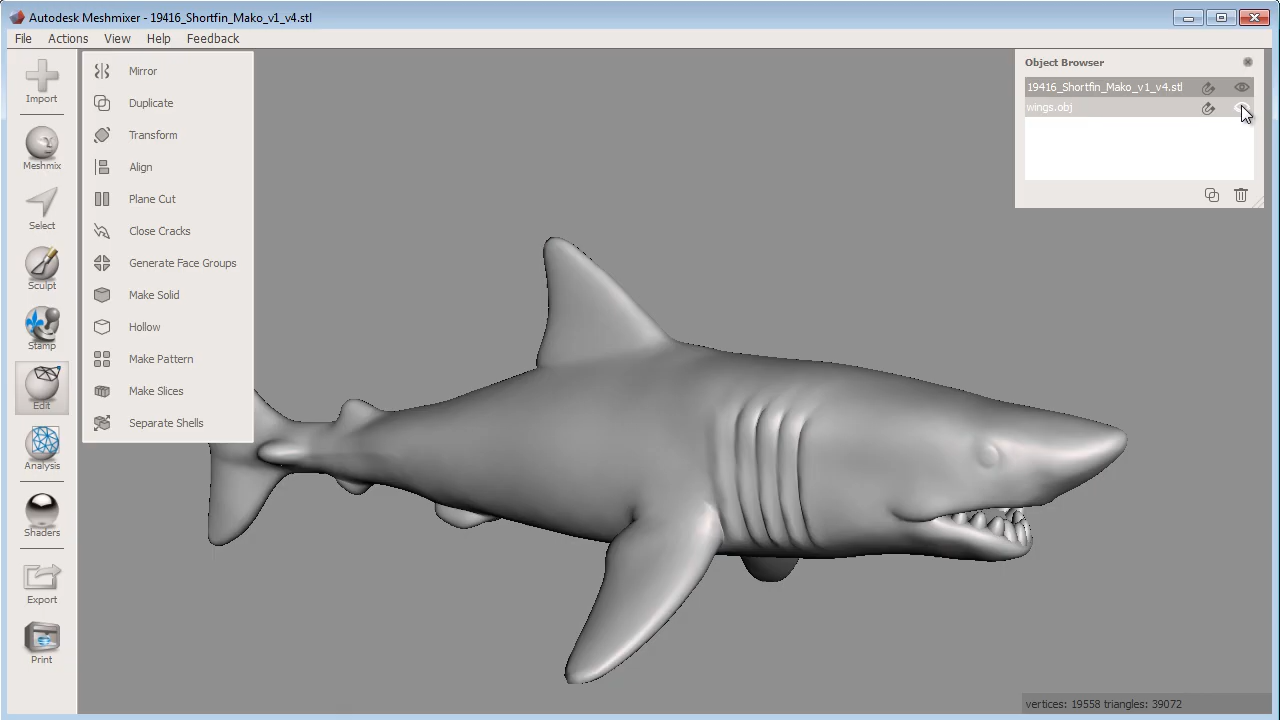 Autodesk Meshmixer - 19416_Shortfin_Mako_v1_v4.stl
File Actions View Help Feedback
Import
Meshmix
Select
Sculpt
Stamp
Edit
Analysis
Shaders
Export
Print
Mirror
Duplicate
Transform
Align
Plane Cut
Close Cracks
Generate Face Groups
Make Solid
Hollow
Make Pattern
Make Slices
Separate Shells
Object Browser
19416_Shortfin_Mako_v1_v4.stl
wings.obj
vertices: 19558 triangles: 39072